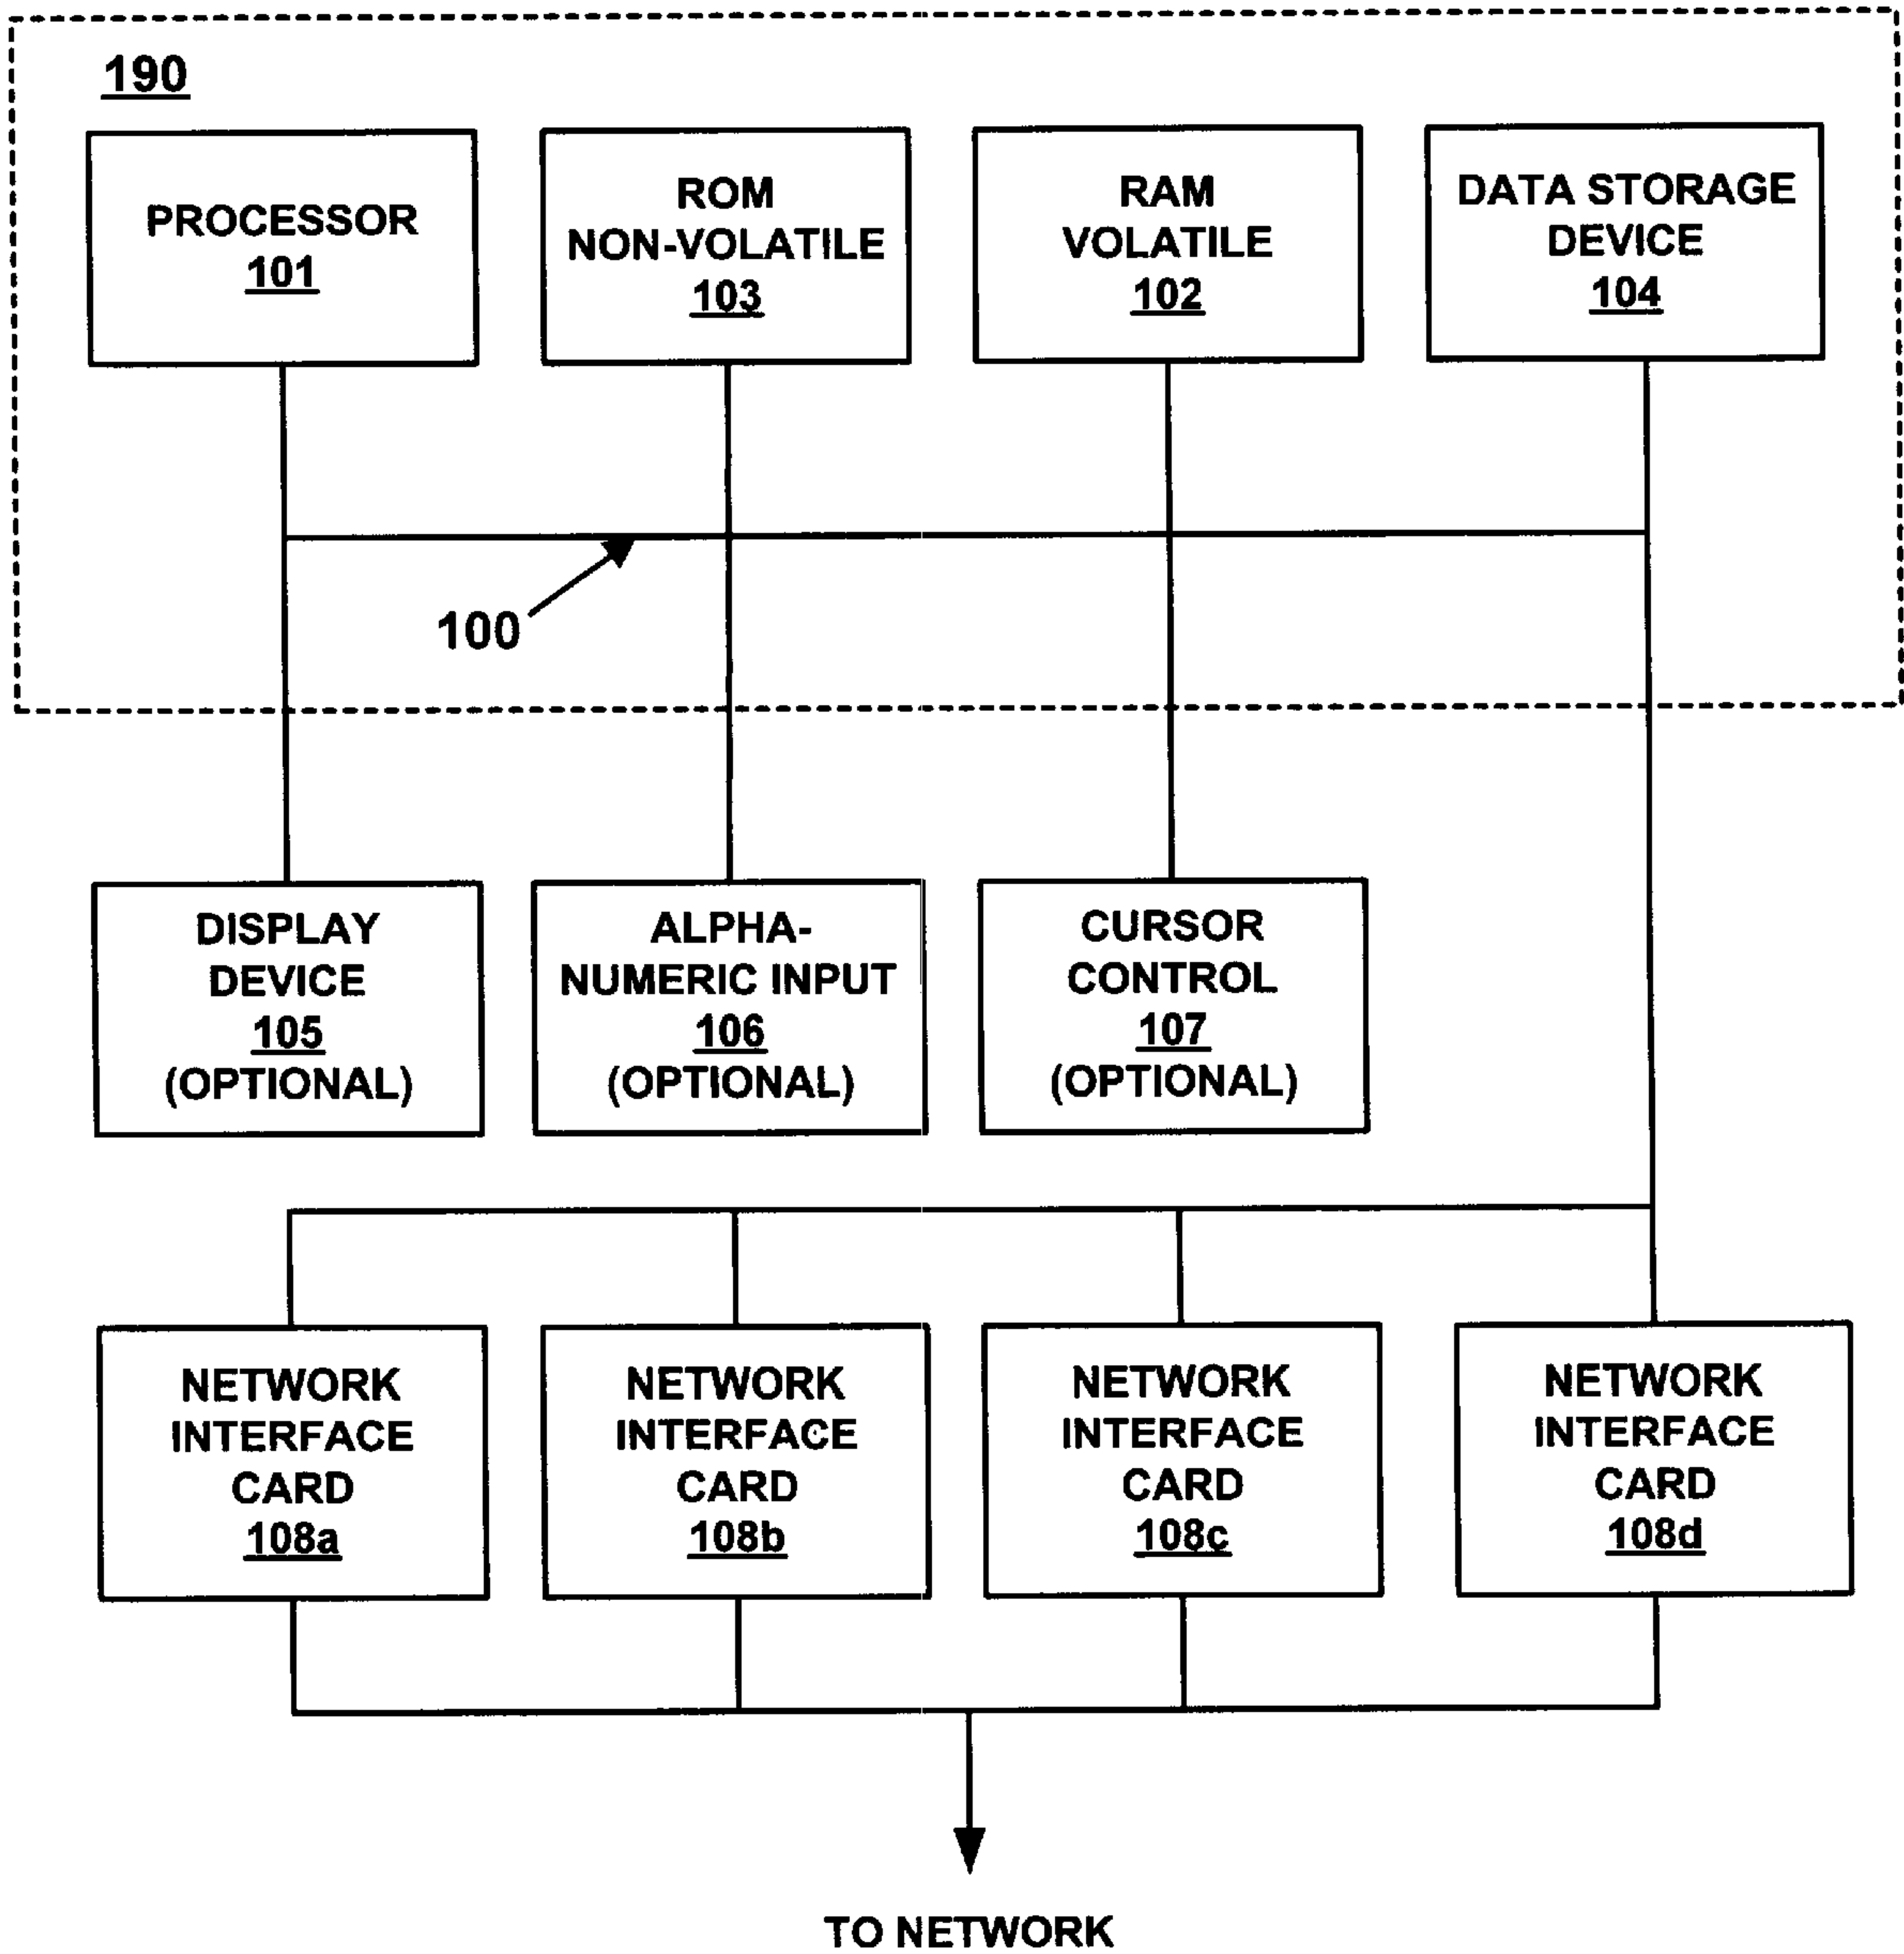 190
PROCESSOR
101
ROM
NON-VOLATILE
103
RAM
VOLATILE
102
DATA STORAGE
DEVICE
104
100
DISPLAY
DEVICE
105
(OPTIONAL)
ALPHA-
NUMERIC INPUT
106
(OPTIONAL)
CURSOR
CONTROL
107
(OPTIONAL)
NETWORK
INTERFACE
CARD
108a
NETWORK
INTERFACE
CARD
108b
NETWORK
INTERFACE
CARD
108c
NETWORK
INTERFACE
CARD
108d
TO NETWORK